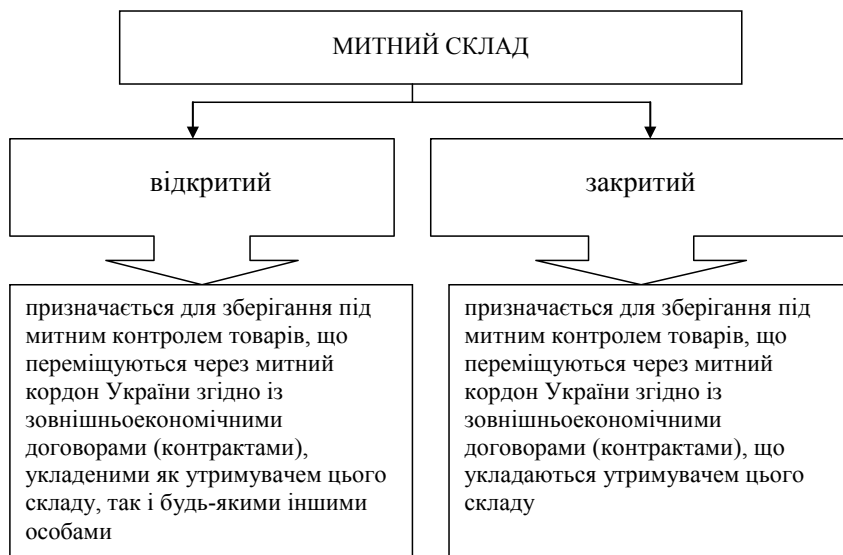 МИТНИЙ СКЛАД
відкритий
закритий
призначається для зберігання під
митним контролем товарів, що
переміщуються через митний
кордон України згідно із
зовнішньоекономічними
договорами (контрактами),
укладеними як утримувачем цього
складу, так і будь-якими іншими
особами
призначається для зберігання під
митним контролем товарів, що
переміщуються через митний
кордон України згідно із
зовнішньоекономічними
договорами (контрактами), що
укладаються утримувачем цього
складу